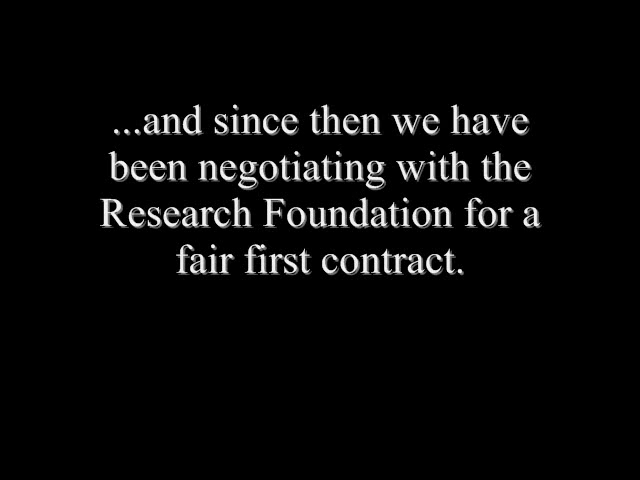 ...and since then we have
been negotiating with the
Research Foundation for a
fair first contract.